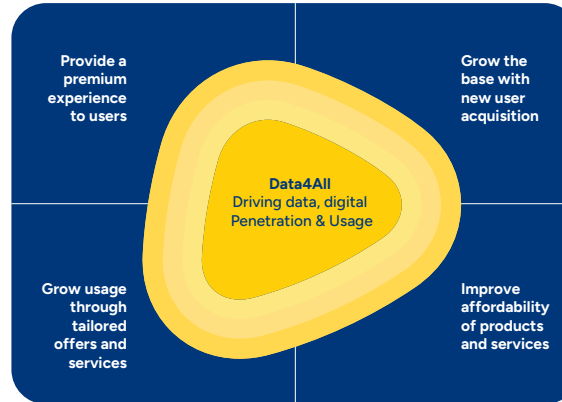 Provide a
premium
experience
to users
Grow the
base with
new user
acquisition
Data4All
Driving data, digital
Penetration & Usage
Grow usage
through
tailored
offers and
services
Improve
affordability
of products
and services